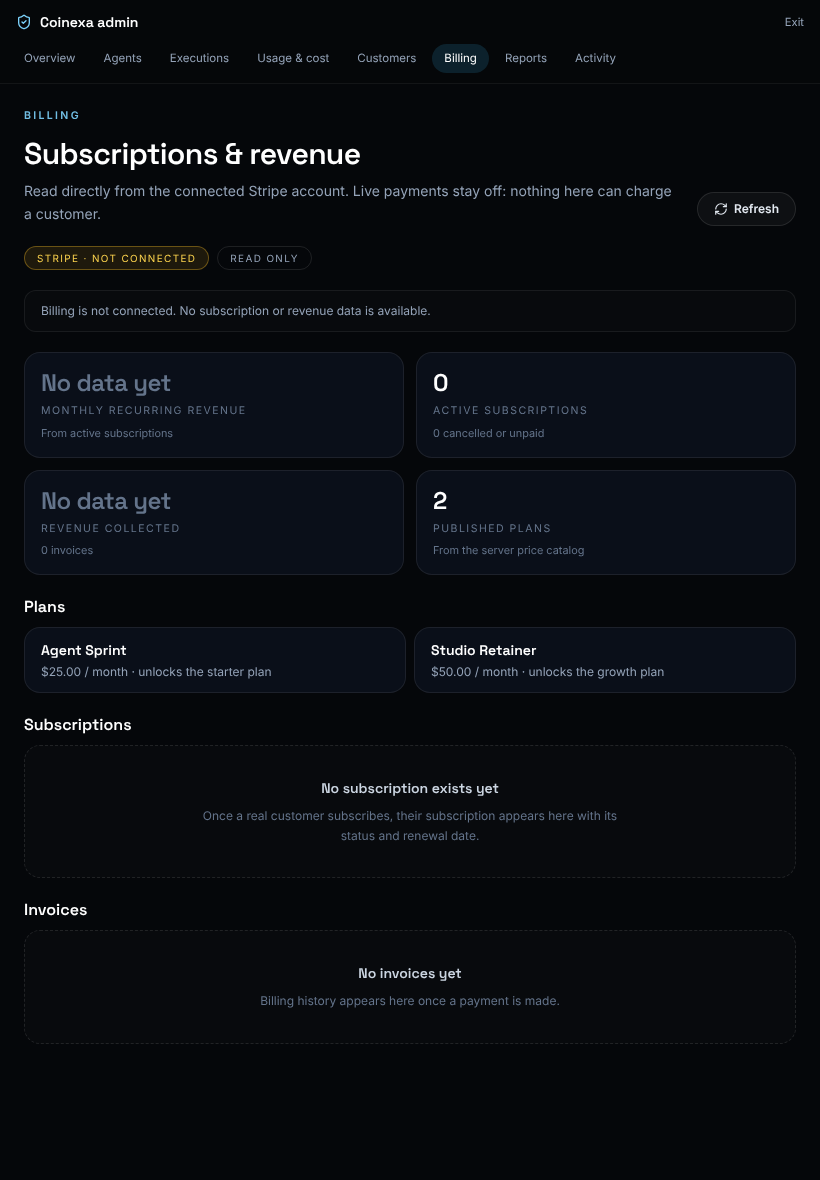 Coinexa admin
Exit
Overview
Agents
Executions
Usage & cost
Customers
Billing
Reports
Activity
BILLING
Subscriptions & revenue
Read directly from the connected Stripe account. Live payments stay off: nothing here can charge
a customer.
Refresh
STRIPE · NOT CONNECTED
READ ONLY
Billing is not connected. No subscription or revenue data is available.
No data yet
MONTHLY RECURRING REVENUE
From active subscriptions
0
ACTIVE SUBSCRIPTIONS
0 cancelled or unpaid
No data yet
REVENUE COLLECTED
0 invoices
2
PUBLISHED PLANS
From the server price catalog
Plans
Agent Sprint
$25.00 / month · unlocks the starter plan
Studio Retainer
$50.00 / month · unlocks the growth plan
Subscriptions
No subscription exists yet
Once a real customer subscribes, their subscription appears here with its
status and renewal date.
Invoices
No invoices yet
Billing history appears here once a payment is made.